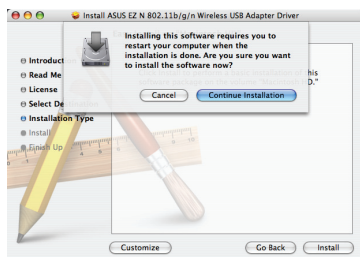 Install ASUS EZ N 802.11b/g/n Wireless USB Adapter Driver
Installing this software requires you to
restart your computer when the
installation is done. Are you sure you want
to install the software now?
Cancel
Continue Installation
Introduct
Read Me
License
Select De
Installation Type
Install
Finish Up
this
Customize
Go Back
Install